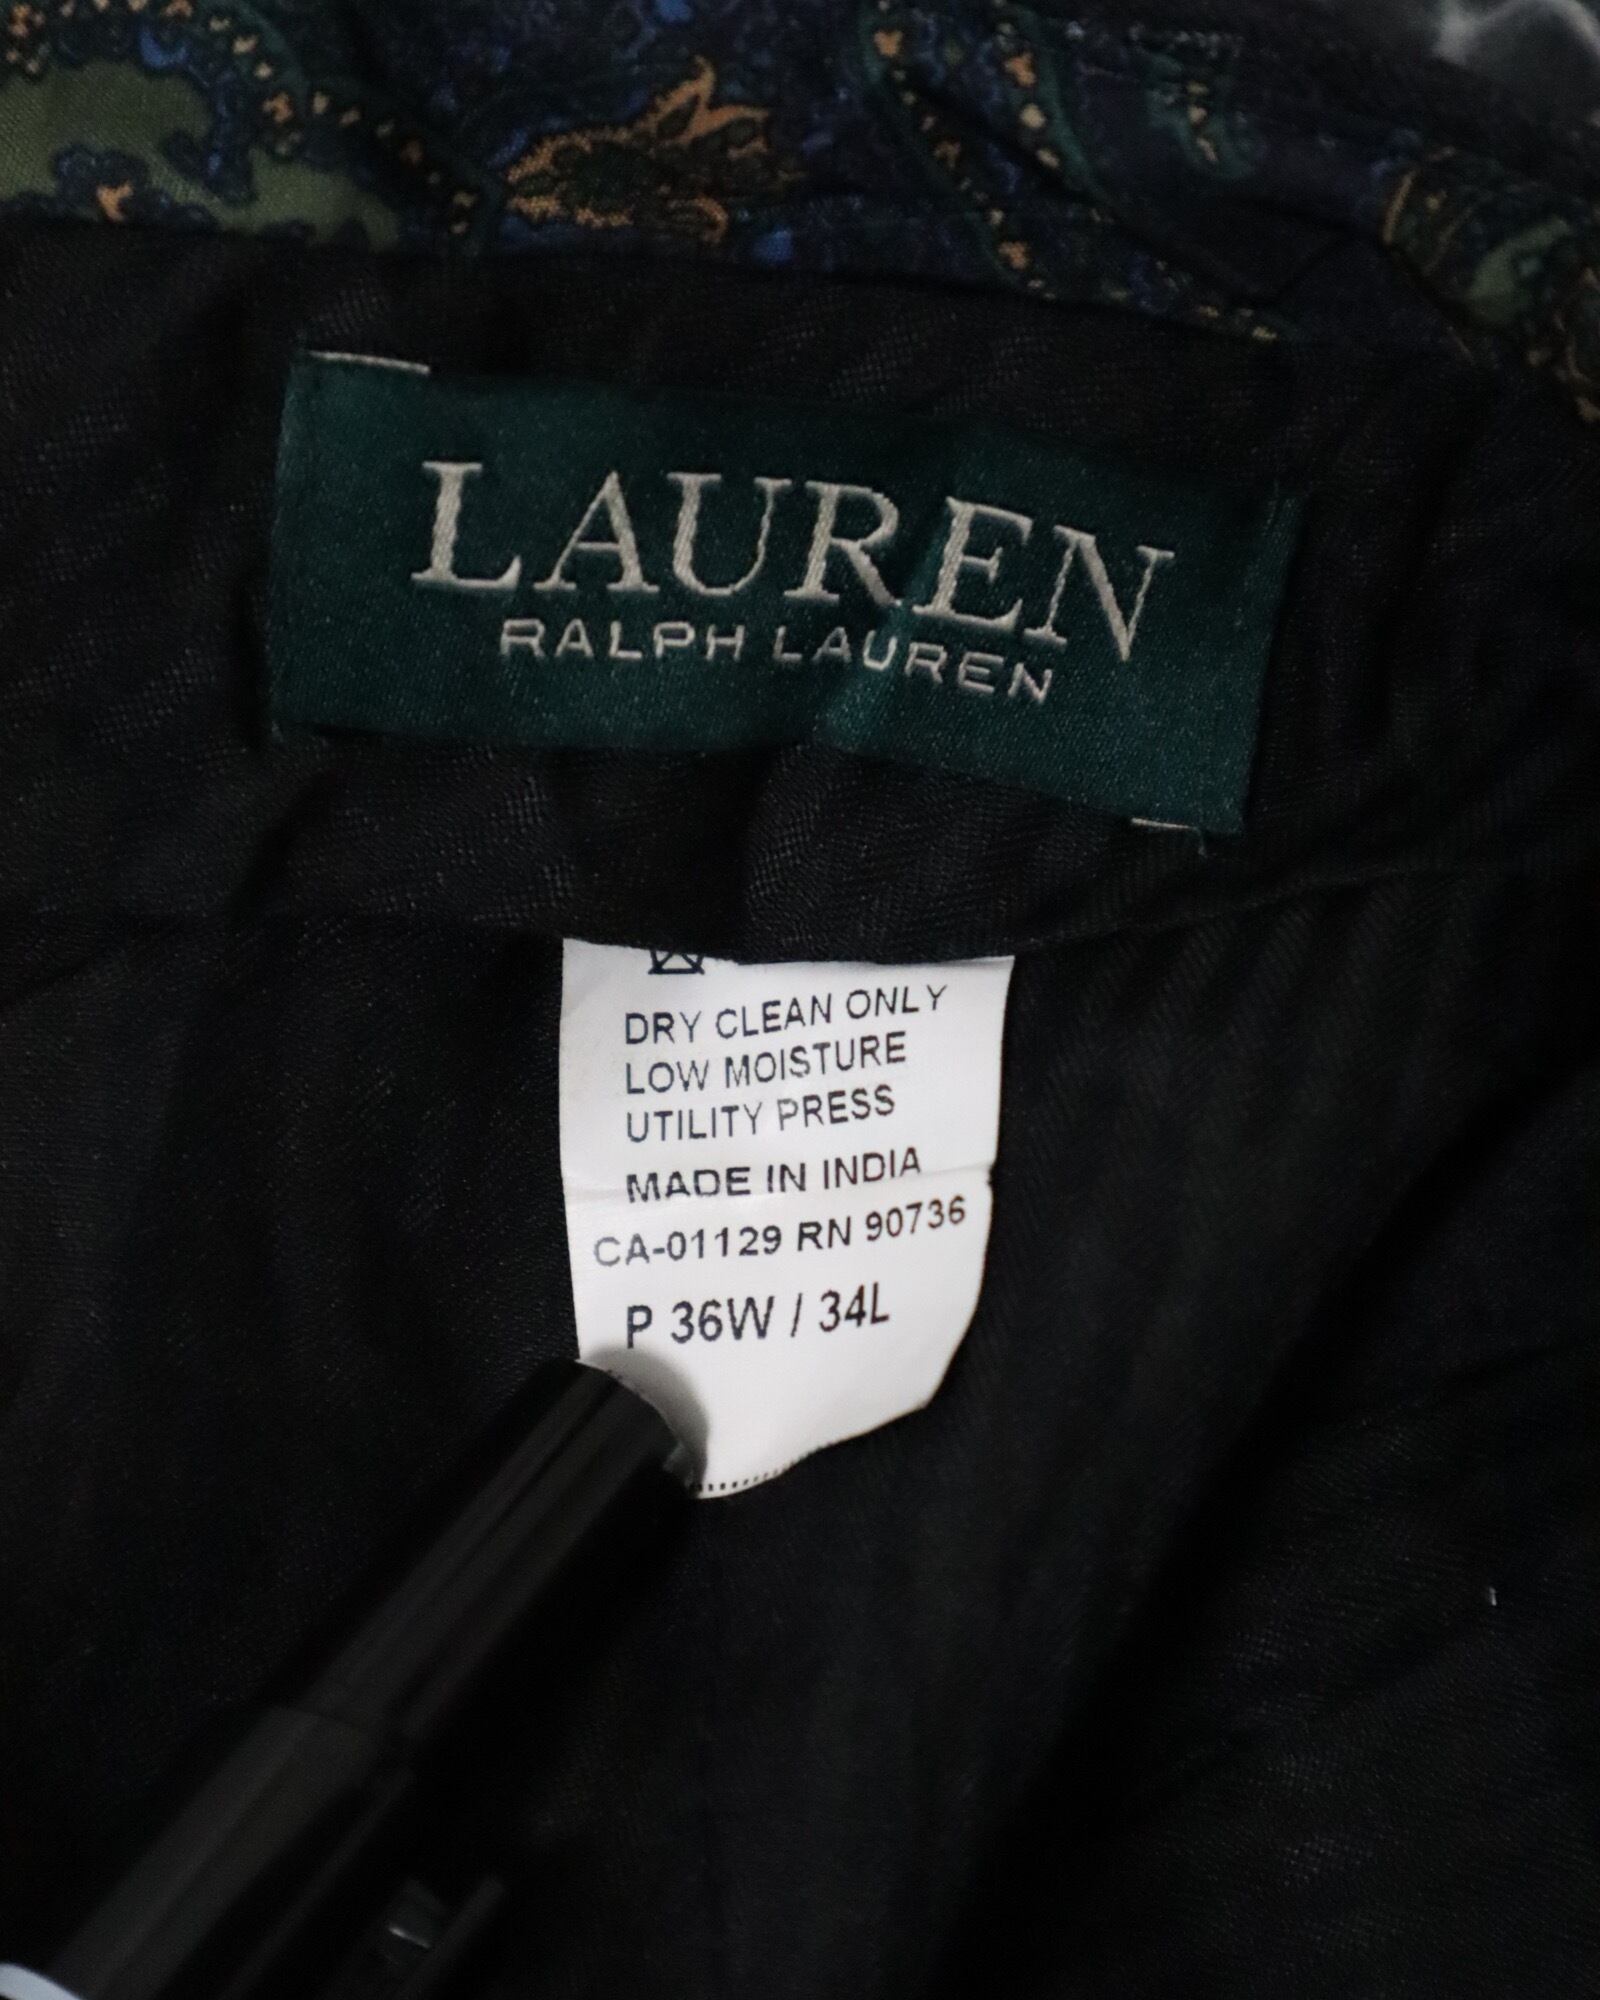 LAUREN
RALPH LAUREN
DRY CLEAN ONLY
LOW MOISTURE
UTILITY PRESS
MADE IN INDIA
CA-01129 RN 90736
P 36W / 34L